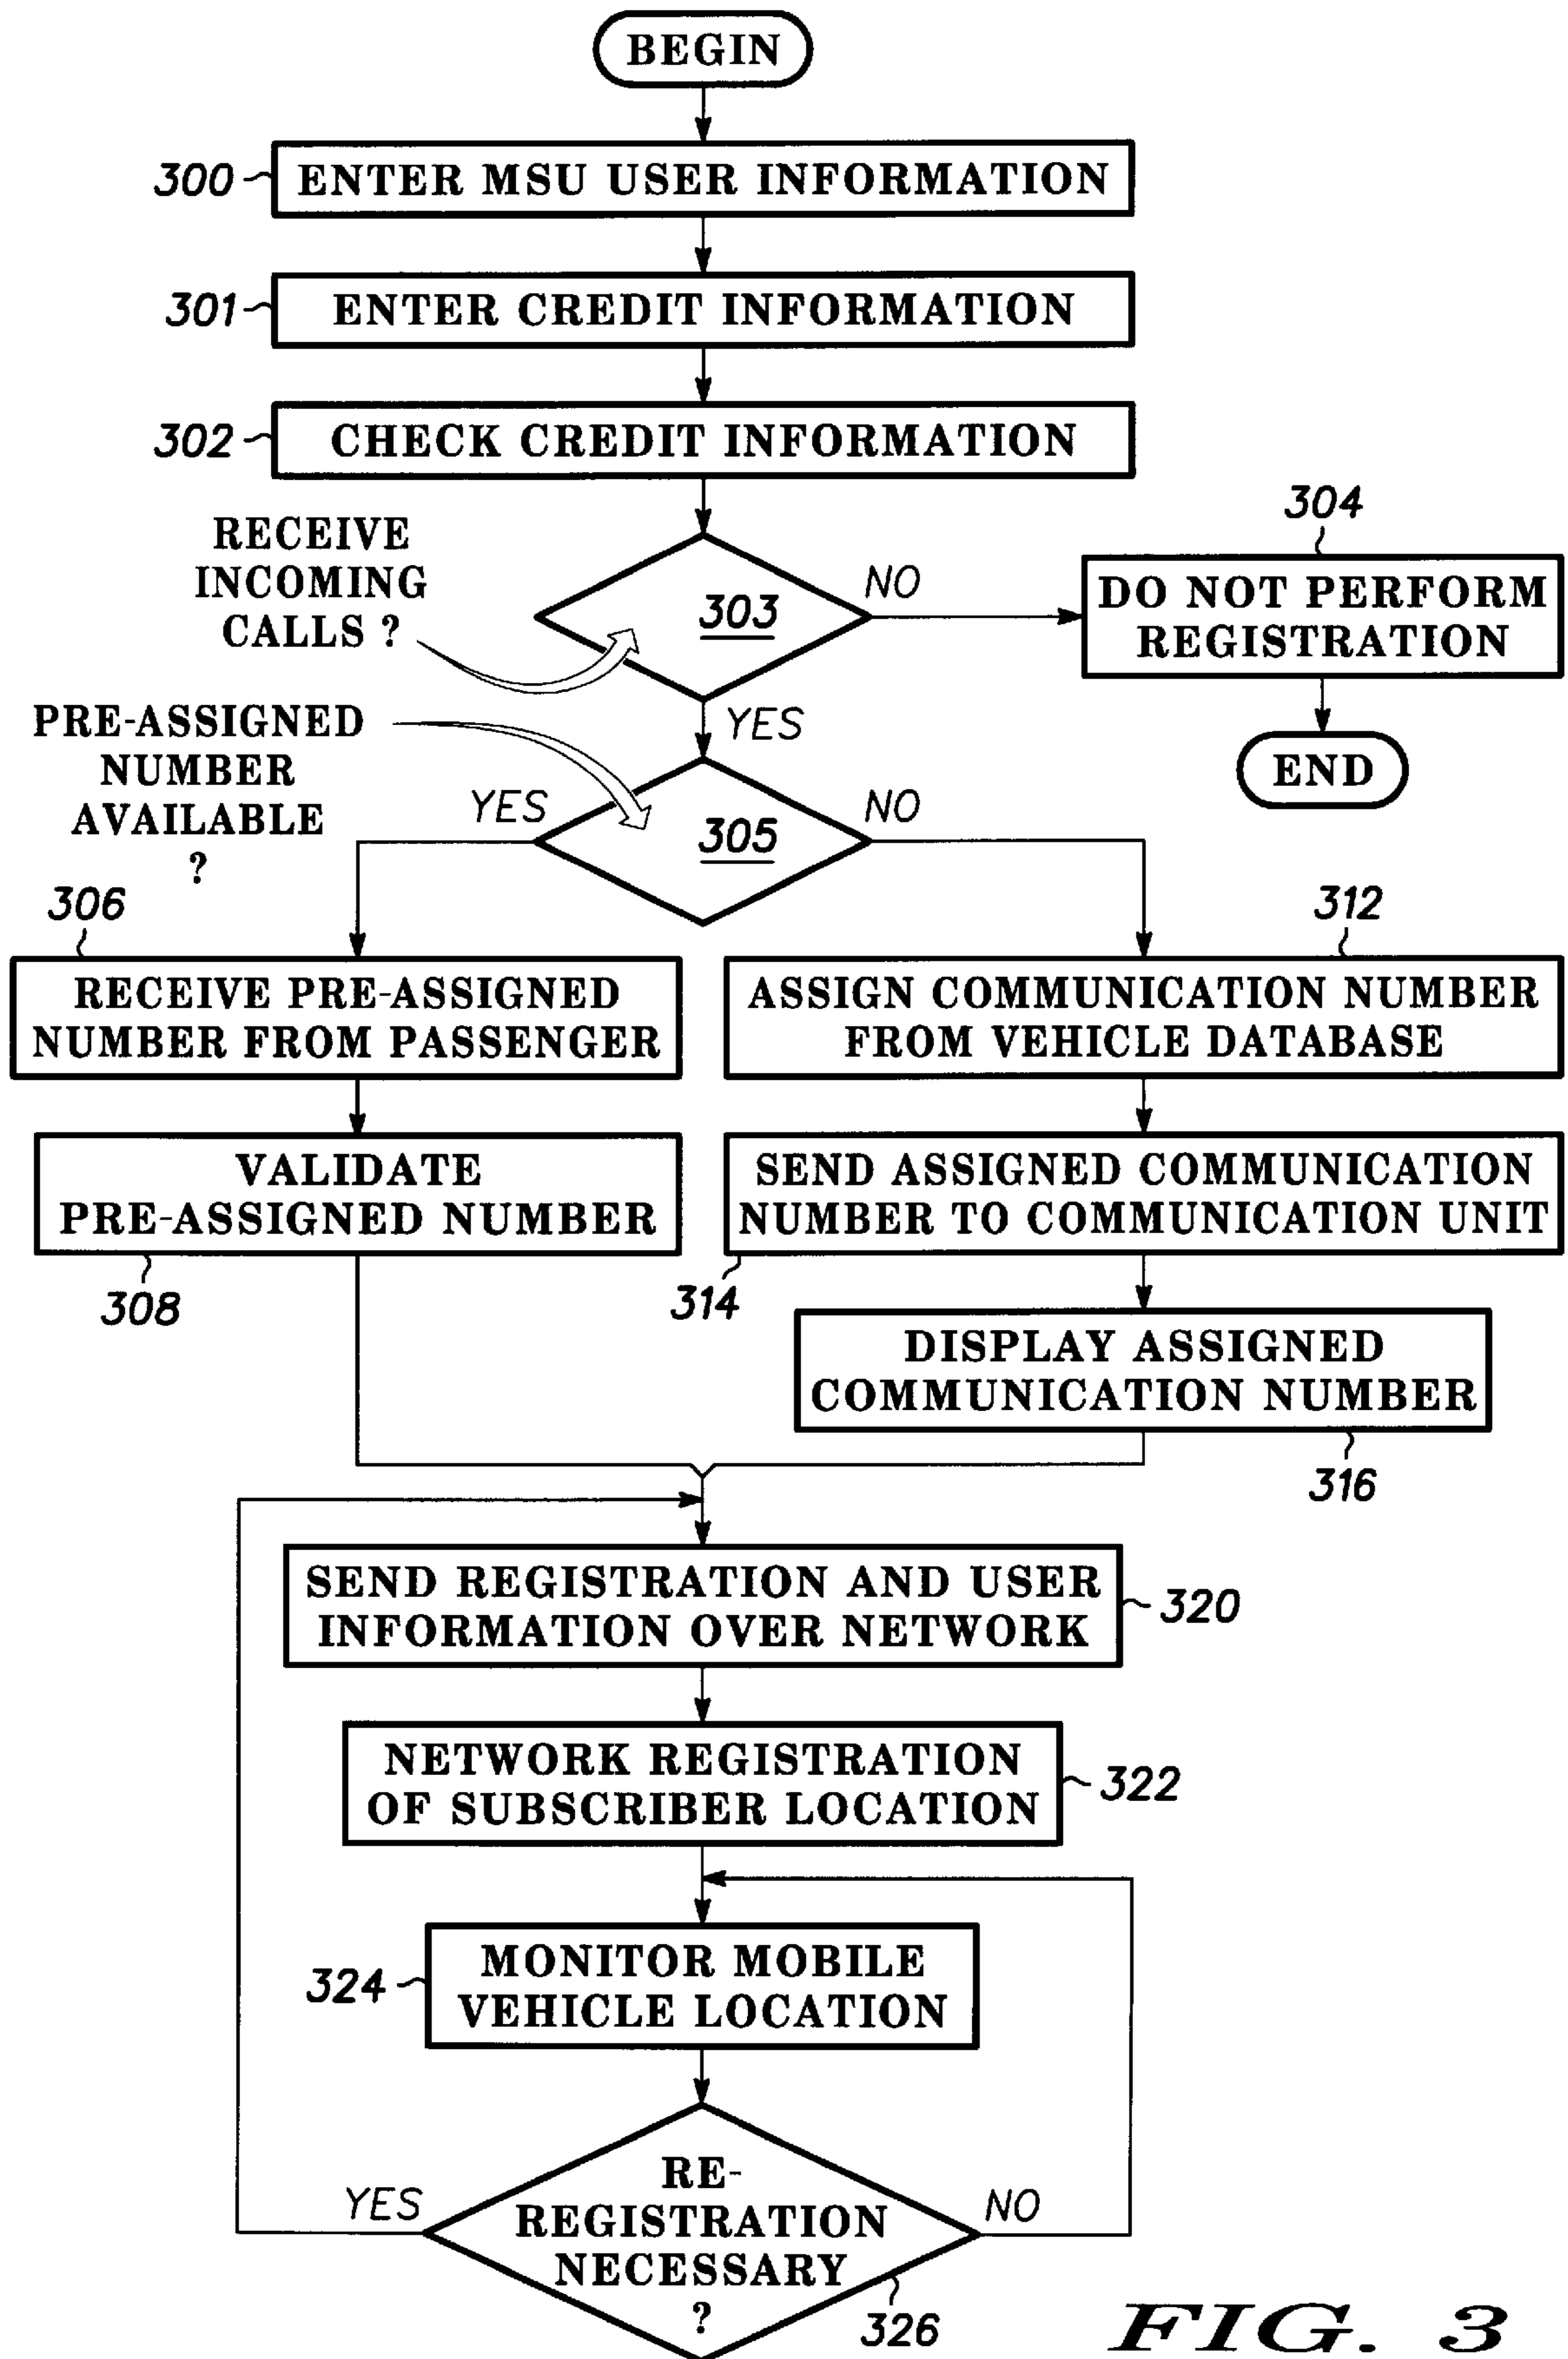 BEGIN
300
ENTER MSU USER INFORMATION
301
ENTER CREDIT INFORMATION
302
CHECK CREDIT INFORMATION
RECEIVE
INCOMING
CALLS ?
303
NO
304
DO NOT PERFORM
REGISTRATION
END
YES
PRE-ASSIGNED
NUMBER
AVAILABLE
?
YES
305
NO
306
RECEIVE PRE-ASSIGNED
NUMBER FROM PASSENGER
312
ASSIGN COMMUNICATION NUMBER
FROM VEHICLE DATABASE
VALIDATE
PRE-ASSIGNED NUMBER
308
SEND ASSIGNED COMMUNICATION
NUMBER TO COMMUNICATION UNIT
314
DISPLAY ASSIGNED
COMMUNICATION NUMBER
316
SEND REGISTRATION AND USER
INFORMATION OVER NETWORK
320
NETWORK REGISTRATION
OF SUBSCRIBER LOCATION
322
324
MONITOR MOBILE
VEHICLE LOCATION
YES
RE-
REGISTRATION
NECESSARY
?
NO
326
FIG. 3